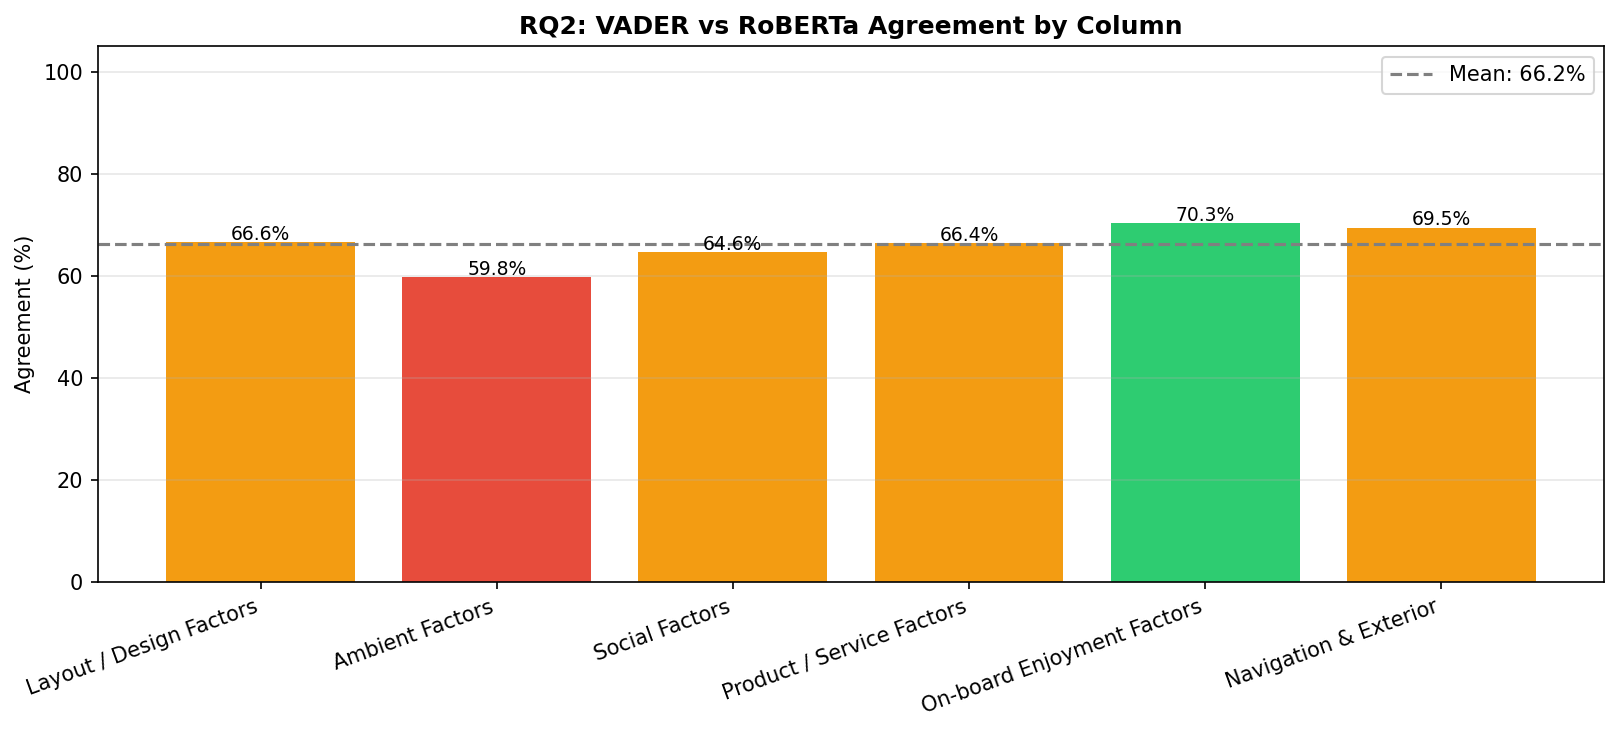 RQ2: VADER vs RoBERTa Agreement by Column
Mean: 66.2%
Agreement (%)
100
80
60
40
20
0
66.6%
59.8%
64.6%
66.4%
70.3%
69.5%
Layout / Design Factors
Ambient Factors
Social Factors
Product / Service Factors
On-board Enjoyment Factors
Navigation & Exterior